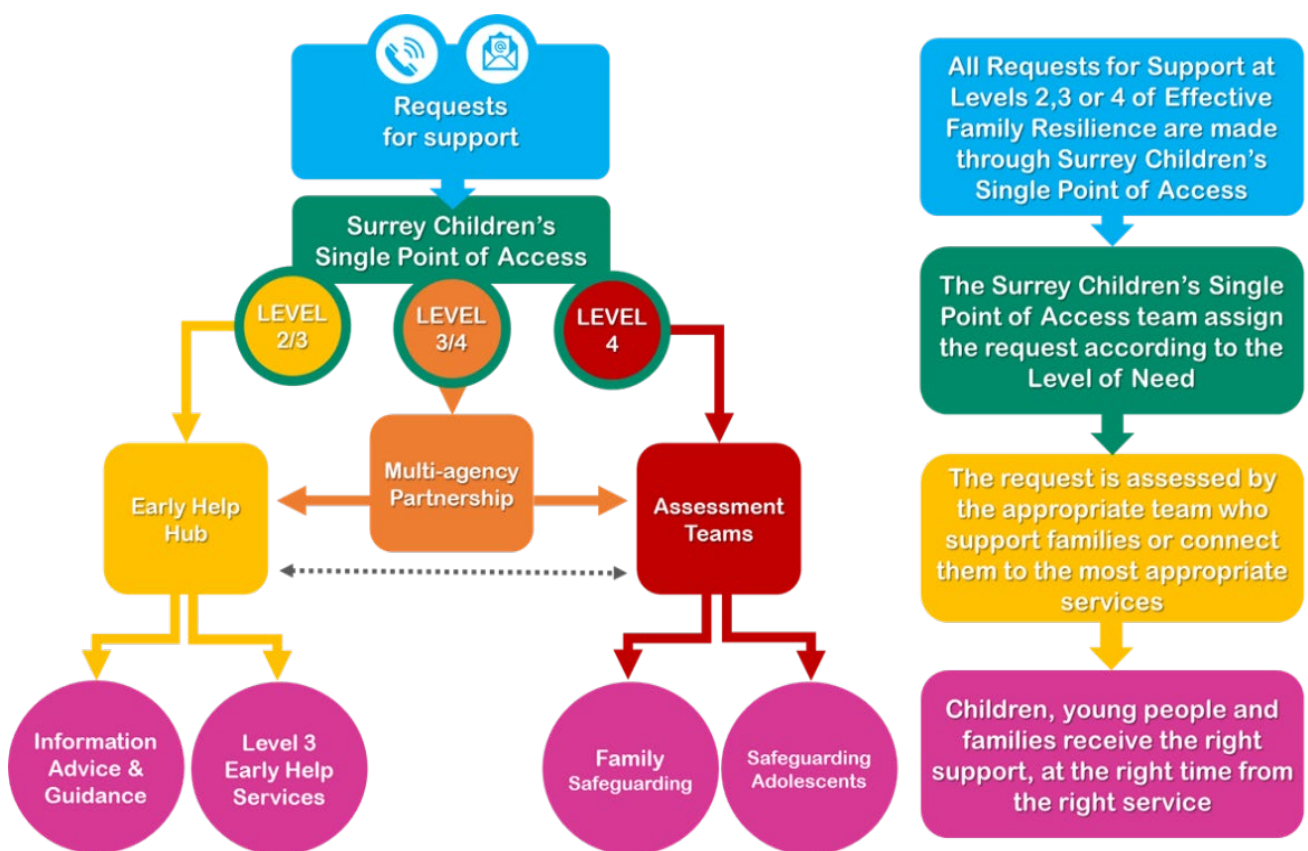 Requests
for support
Surrey Children's
Single Point of Access
LEVEL
2/3
LEVEL
3/4
LEVEL
4
Early Help
Hub
Multi-agency
Partnership
Assessment
Teams
Information
Advice &
Guidance
Level 3
Early Help
Services
Family
Safeguarding
Safeguarding
Adolescents
All Requests for Support at
Levels 2,3 or 4 of Effective
Family Resilience are made
through Surrey Children's
Single Point of Access
The Surrey Children's Single
Point of Access team assign
the request according to the
Level of Need
The request is assessed by
the appropriate team who
support families or connect
them to the most appropriate
services
Children, young people and
families receive the right
support, at the right time from
the right service